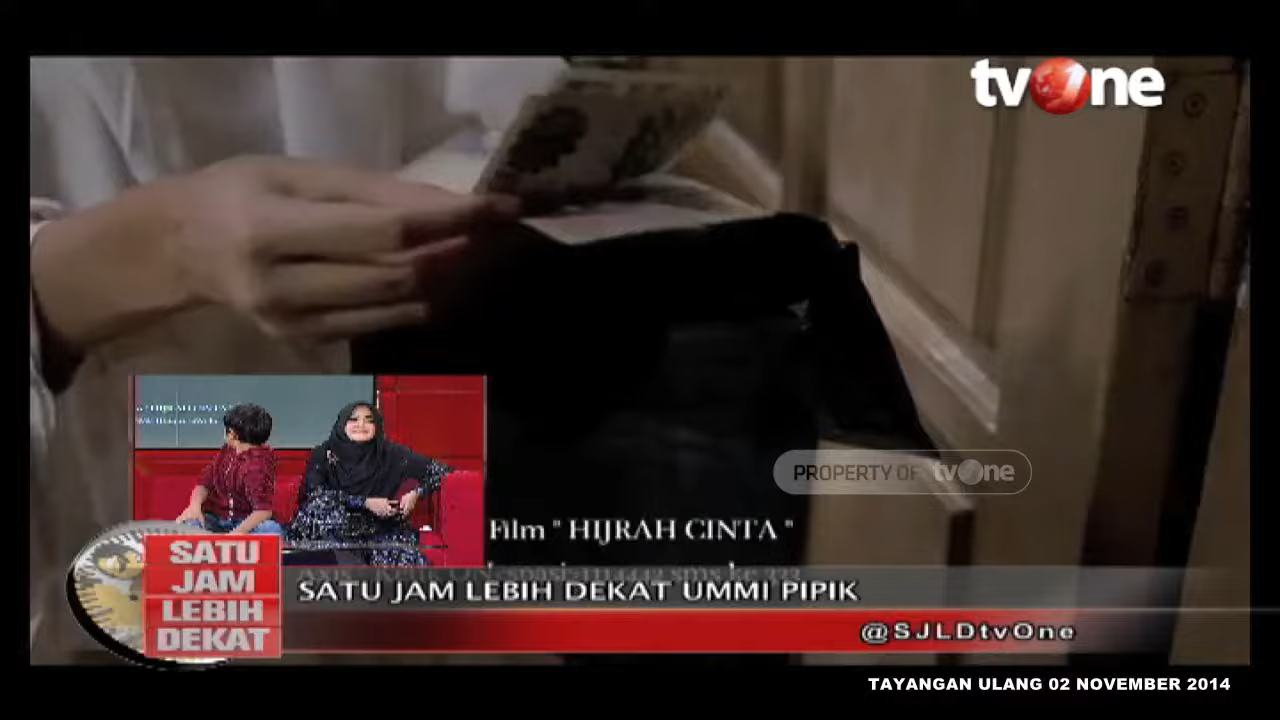 tvOne
PROPERTY OF tvOne
Film " HIJRAH CINTA "
SATU
JAM
LEBIH
DEKAT
SATU JAM LEBIH DEKAT UMMI PIPIK
@SJLDtvOne
TAYANGAN ULANG 02 NOVEMBER 2014